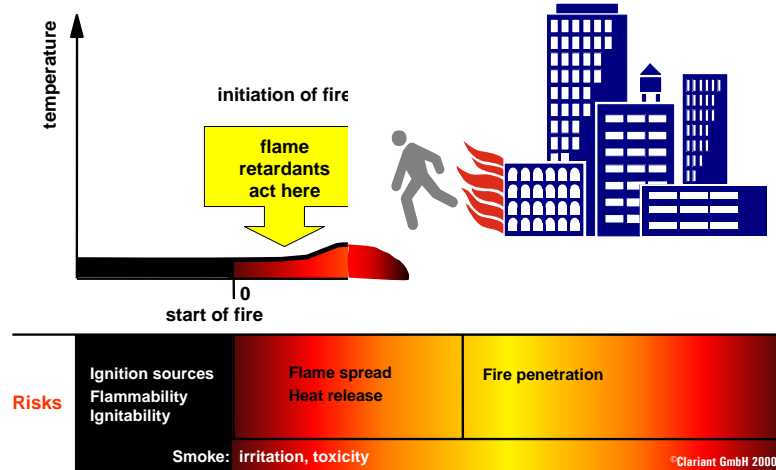 temperature
initiation of fire
flame
retardants
act here
0
start of fire
Risks
Ignition sources
Flammability
Ignitability
Flame spread
Heat release
Fire penetration
Smoke: irritation, toxicity
©Clariant GmbH 2000